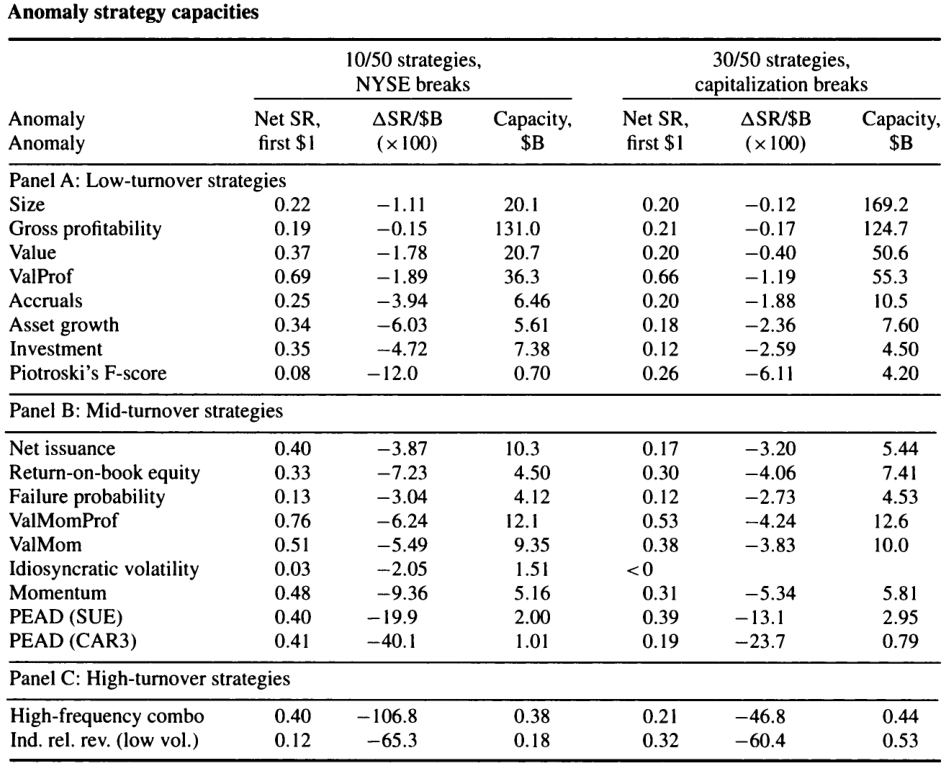 Anomaly strategy capacities
10/50 strategies, 30/50 strategies,
NYSE breaks capitalization breaks
Anomaly Net SR, ΔSR/$B Capacity, Net SR, ΔSR/$B Capacity,
Anomaly first $1 (×100) $B first $1 (×100) $B
Panel A: Low-turnover strategies
Size 0.22 −1.11 20.1 0.20 −0.12 169.2
Gross profitability 0.19 −0.15 131.0 0.21 −0.17 124.7
Value 0.37 −1.78 20.7 0.20 −0.40 50.6
ValProf 0.69 −1.89 36.3 0.66 −1.19 55.3
Accruals 0.25 −3.94 6.46 0.20 −1.88 10.5
Asset growth 0.34 −6.03 5.61 0.18 −2.36 7.60
Investment 0.35 −4.72 7.38 0.12 −2.59 4.50
Piotroski's F-score 0.08 −12.0 0.70 0.26 −6.11 4.20
Panel B: Mid-turnover strategies
Net issuance 0.40 −3.87 10.3 0.17 −3.20 5.44
Return-on-book equity 0.33 −7.23 4.50 0.30 −4.06 7.41
Failure probability 0.13 −3.04 4.12 0.12 −2.73 4.53
ValMomProf 0.76 −6.24 12.1 0.53 −4.24 12.6
ValMom 0.51 −5.49 9.35 0.38 −3.83 10.0
Idiosyncratic volatility 0.03 −2.05 1.51 <0
Momentum 0.48 −9.36 5.16 0.31 −5.34 5.81
PEAD (SUE) 0.40 −19.9 2.00 0.39 −13.1 2.95
PEAD (CAR3) 0.41 −40.1 1.01 0.19 −23.7 0.79
Panel C: High-turnover strategies
High-frequency combo 0.40 −106.8 0.38 0.21 −46.8 0.44
Ind. rel. rev. (low vol.) 0.12 −65.3 0.18 0.32 −60.4 0.53